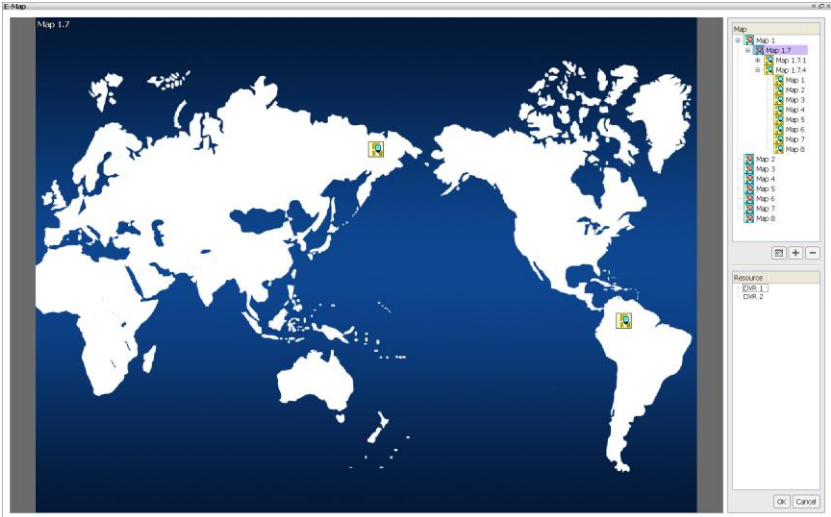 E-Map
Map 1.7
Map
Map 1
Map 1.7
Map 1.7.1
Map 1.7.4
Map 1
Map 2
Map 3
Map 4
Map 5
Map 6
Map 7
Map 8
Map 2
Map 3
Map 4
Map 5
Map 6
Map 7
Map 8
Resource
DVR 1
DVR 2
OK Cancel